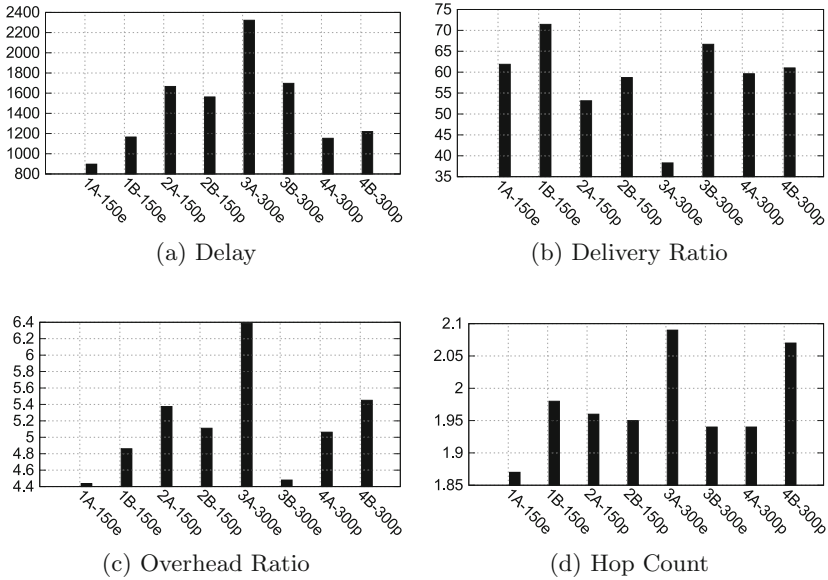 2400
2200
2000
1800
1600
1400
1200
1000
800
1A-150e
1B-150e
2A-150p
2B-150p
3A-300e
3B-300e
4A-300p
4B-300p
(a) Delay
75
70
65
60
55
50
45
40
35
1A-150e
1B-150e
2A-150p
2B-150p
3A-300e
3B-300e
4A-300p
4B-300p
(b) Delivery Ratio
6.4
6.2
6
5.8
5.6
5.4
5.2
5
4.8
4.6
4.4
1A-150e
1B-150e
2A-150p
2B-150p
3A-300e
3B-300e
4A-300p
4B-300p
(c) Overhead Ratio
2.1
2.05
2
1.95
1.9
1.85
1A-150e
1B-150e
2A-150p
2B-150p
3A-300e
3B-300e
4A-300p
4B-300p
(d) Hop Count